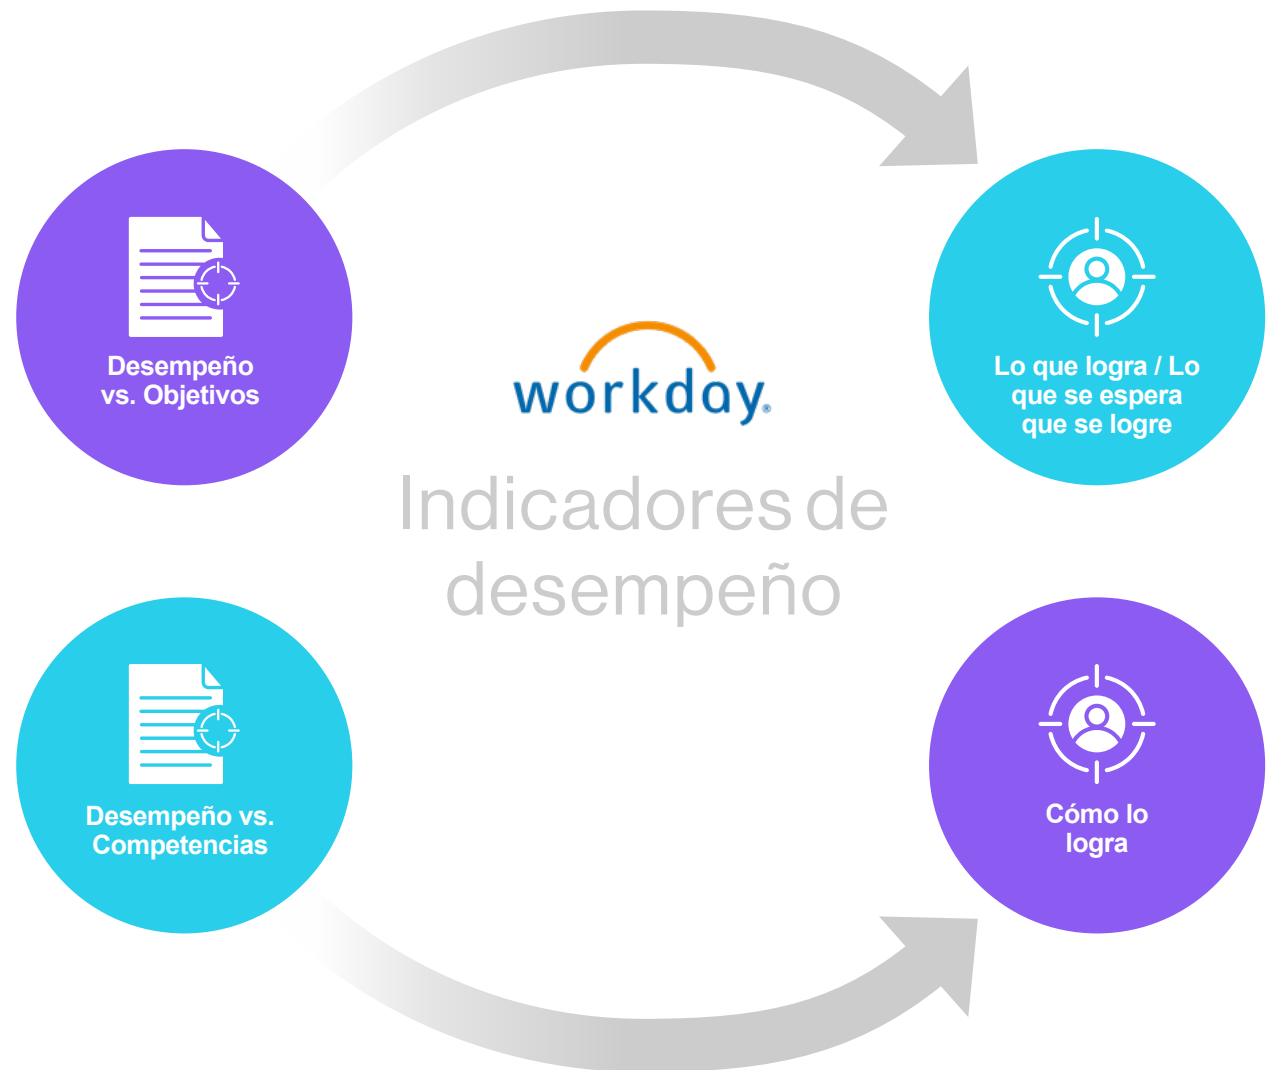 Desempeño
vs. Objetivos
Lo que logra / Lo
que se espera
que se logre
workday®
Indicadores de
desempeño
Desempeño vs.
Competencias
Cómo lo
logra